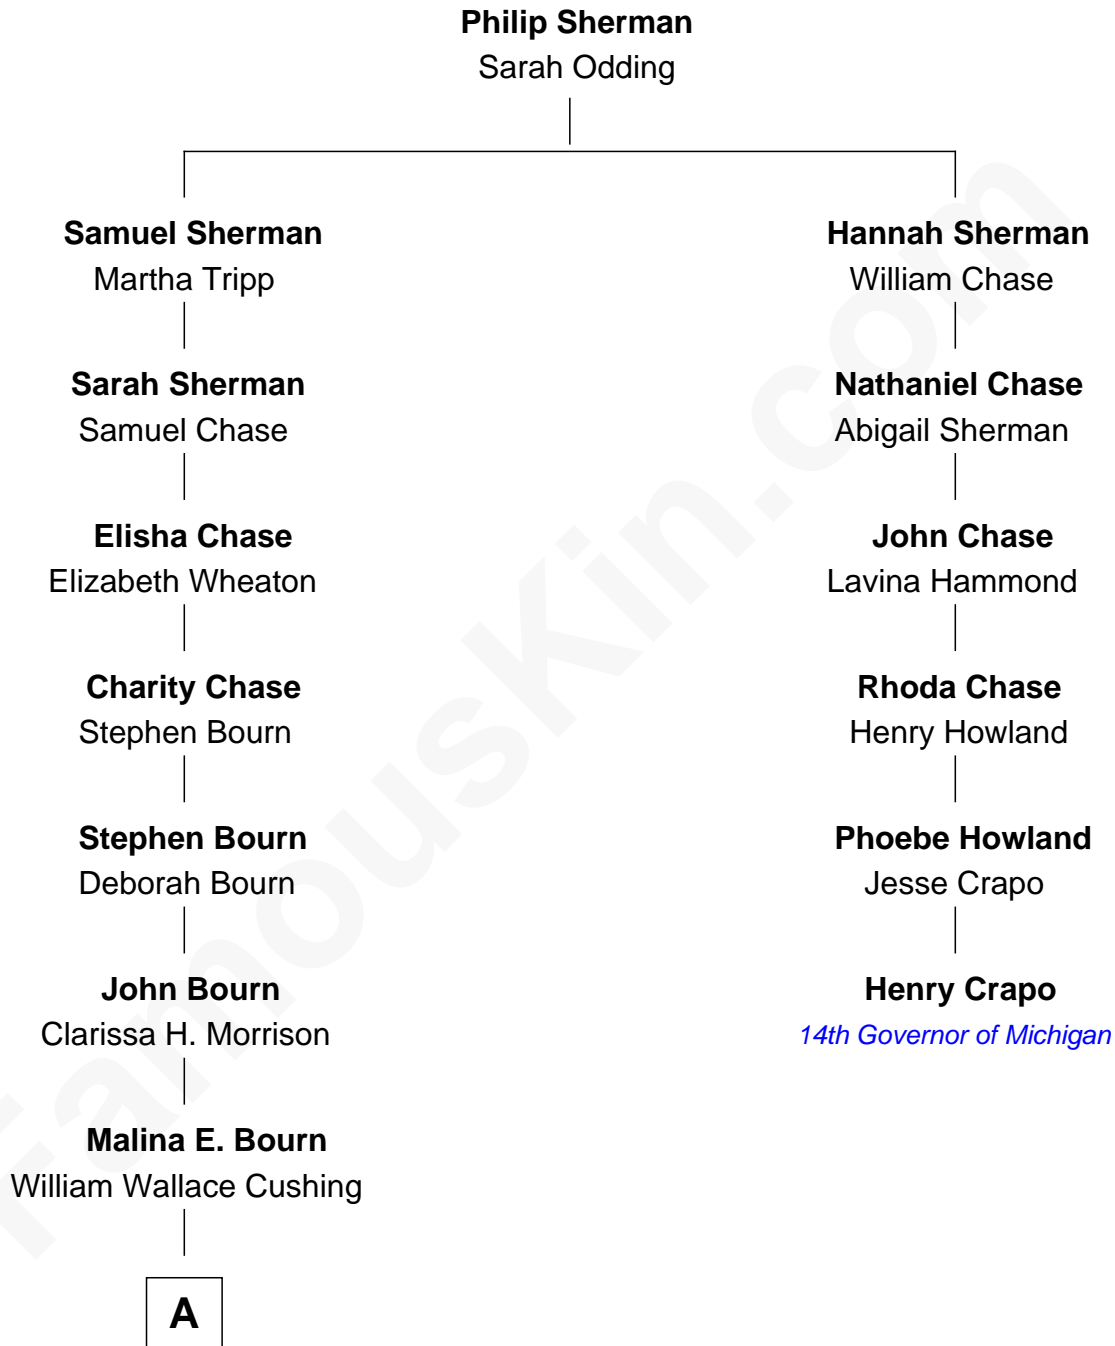 Philip Sherman
Sarah Odding
Samuel Sherman
Martha Tripp
Hannah Sherman
William Chase
Sarah Sherman
Samuel Chase
Nathaniel Chase
Abigail Sherman
Elisha Chase
Elizabeth Wheaton
John Chase
Lavina Hammond
Charity Chase
Stephen Bourn
Rhoda Chase
Henry Howland
Stephen Bourn
Deborah Bourn
Phoebe Howland
Jesse Crapo
John Bourn
Clarissa H. Morrison
Henry Crapo
14th Governor of Michigan
Malina E. Bourn
William Wallace Cushing
A
FamousKin.com